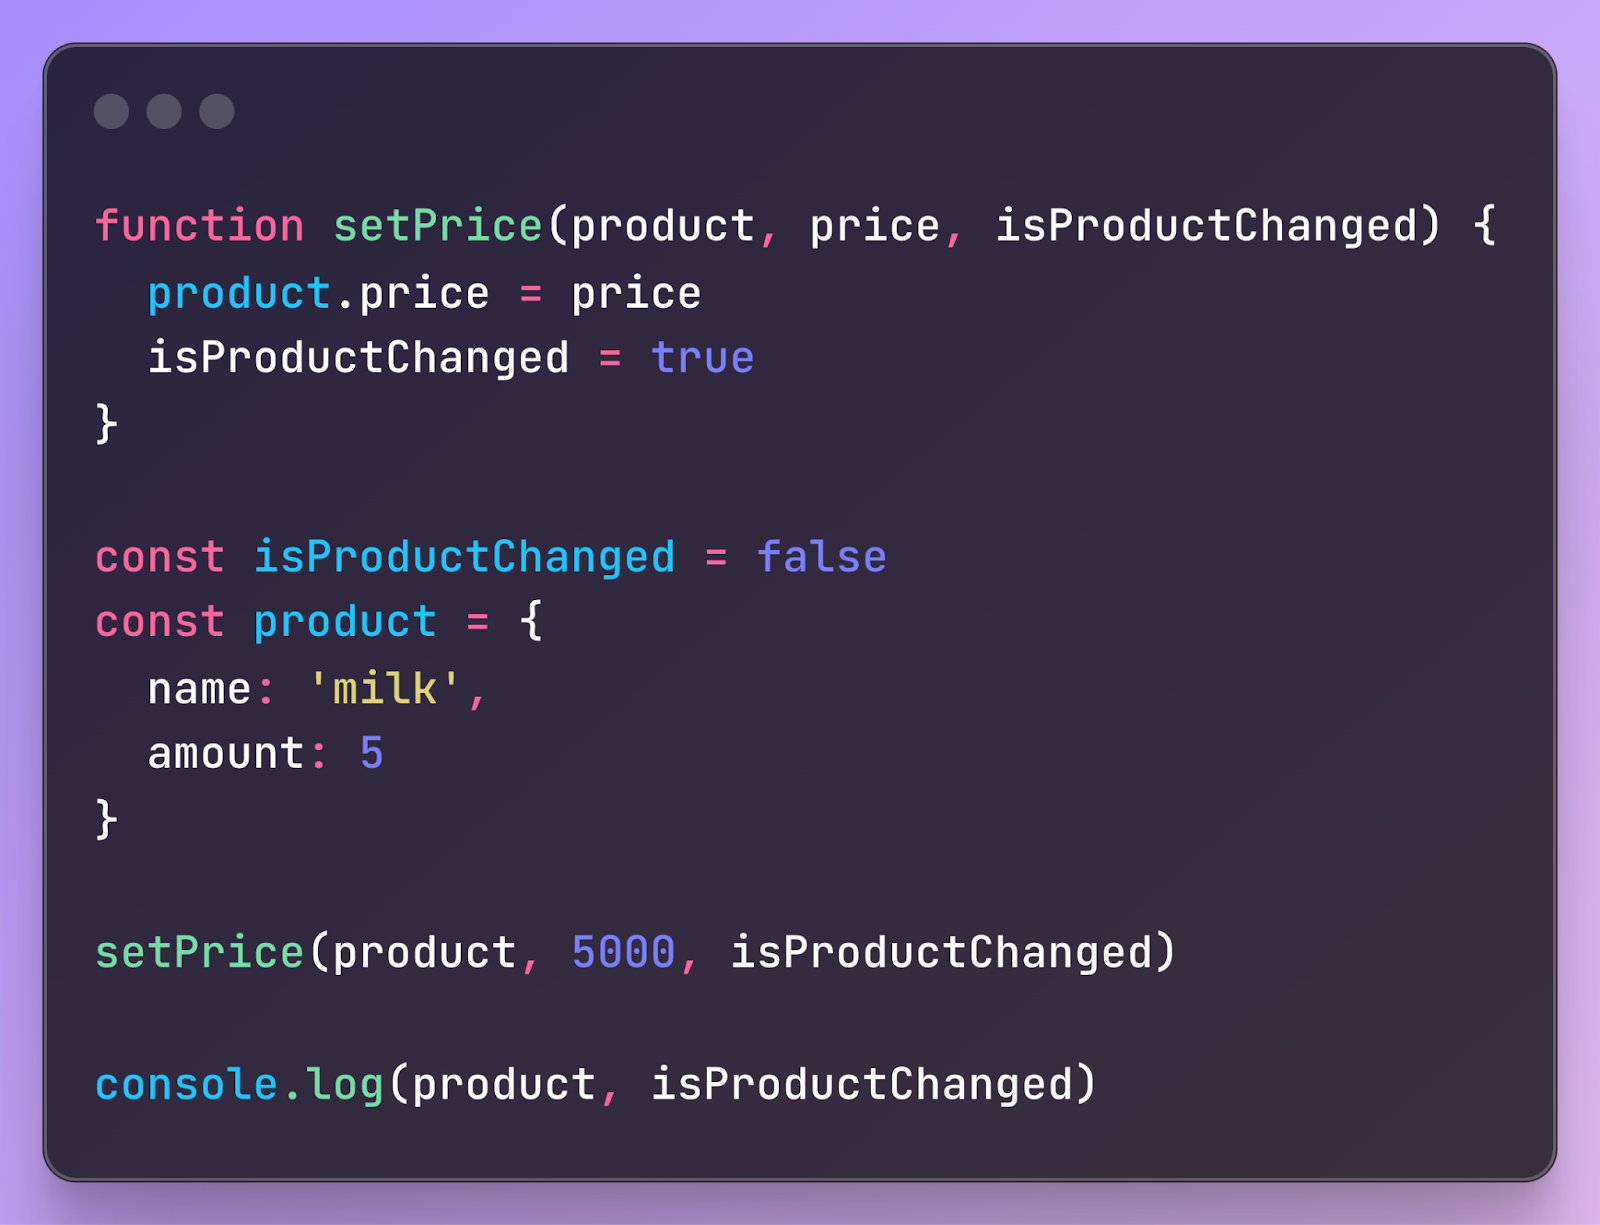 function setPrice(product, price, isProductChanged) {
  product.price = price
  isProductChanged = true
}

const isProductChanged = false
const product = {
  name: 'milk',
  amount: 5
}

setPrice(product, 5000, isProductChanged)

console.log(product, isProductChanged)